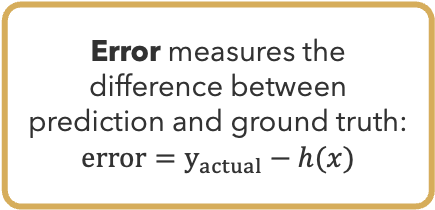 Error measures the
difference between
prediction and ground truth:
error = y_actual − h(x)